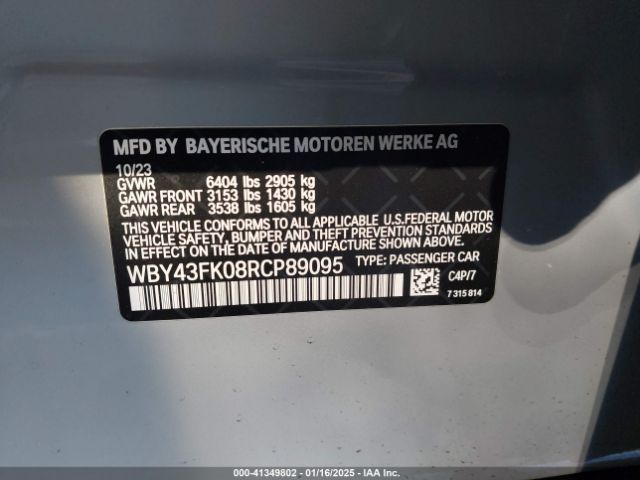 MFD BY BAYERISCHE MOTOREN WERKE AG
10/23
GVWR 6404 lbs 2905 kg
GAWR FRONT 3153 lbs 1430 kg
GAWR REAR 3538 lbs 1605 kg
THIS VEHICLE CONFORMS TO ALL APPLICABLE U.S.FEDERAL MOTOR
VEHICLE SAFETY, BUMPER, AND THEFT PREVENTION STANDARDS
IN EFFECT ON THE DATE OF MANUFACTURE SHOWN ABOVE.
WBY43FK08RCP89095 TYPE: PASSENGER CAR
C4P/7
7 315 814
000-41349802 - 01/16/2025 - IAA Inc.